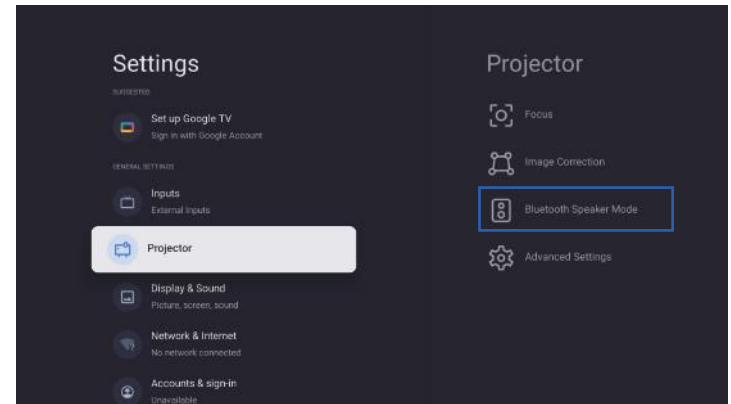 Settings
SUGGESTED
Set up Google TV
Sign in with Google Account
GENERAL SETTINGS
Inputs
External Inputs
Projector
Display & Sound
Picture, screen, sound
Network & Internet
No network connected
Accounts & sign-in
Unavailable
Projector
Focus
Image Correction
Bluetooth Speaker Mode
Advanced Settings